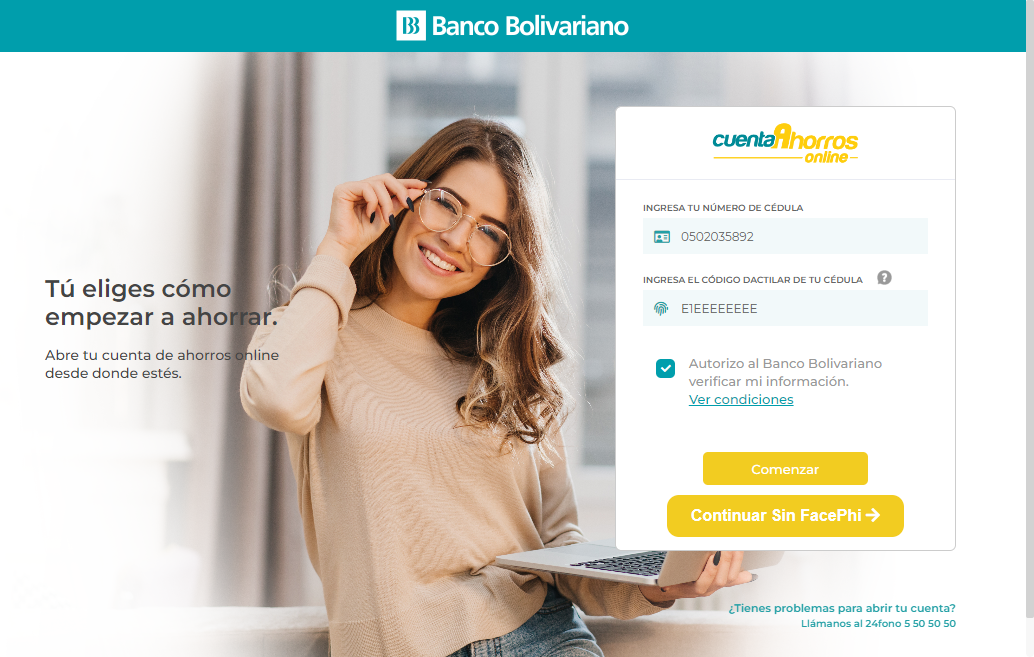 BB Banco Bolivariano
cuentaAhorros
online
INGRESA TU NÚMERO DE CÉDULA
0502035892
INGRESA EL CÓDIGO DACTILAR DE TU CÉDULA ?
E1EEEEEEEE
Tú eliges cómo
empezar a ahorrar.
Abre tu cuenta de ahorros online
desde donde estés.
Autorizo al Banco Bolivariano
verificar mi información.
Ver condiciones
Comenzar
Continuar Sin FacePhi
¿Tienes problemas para abrir tu cuenta?
Llámanos al 24fono 5 50 50 50